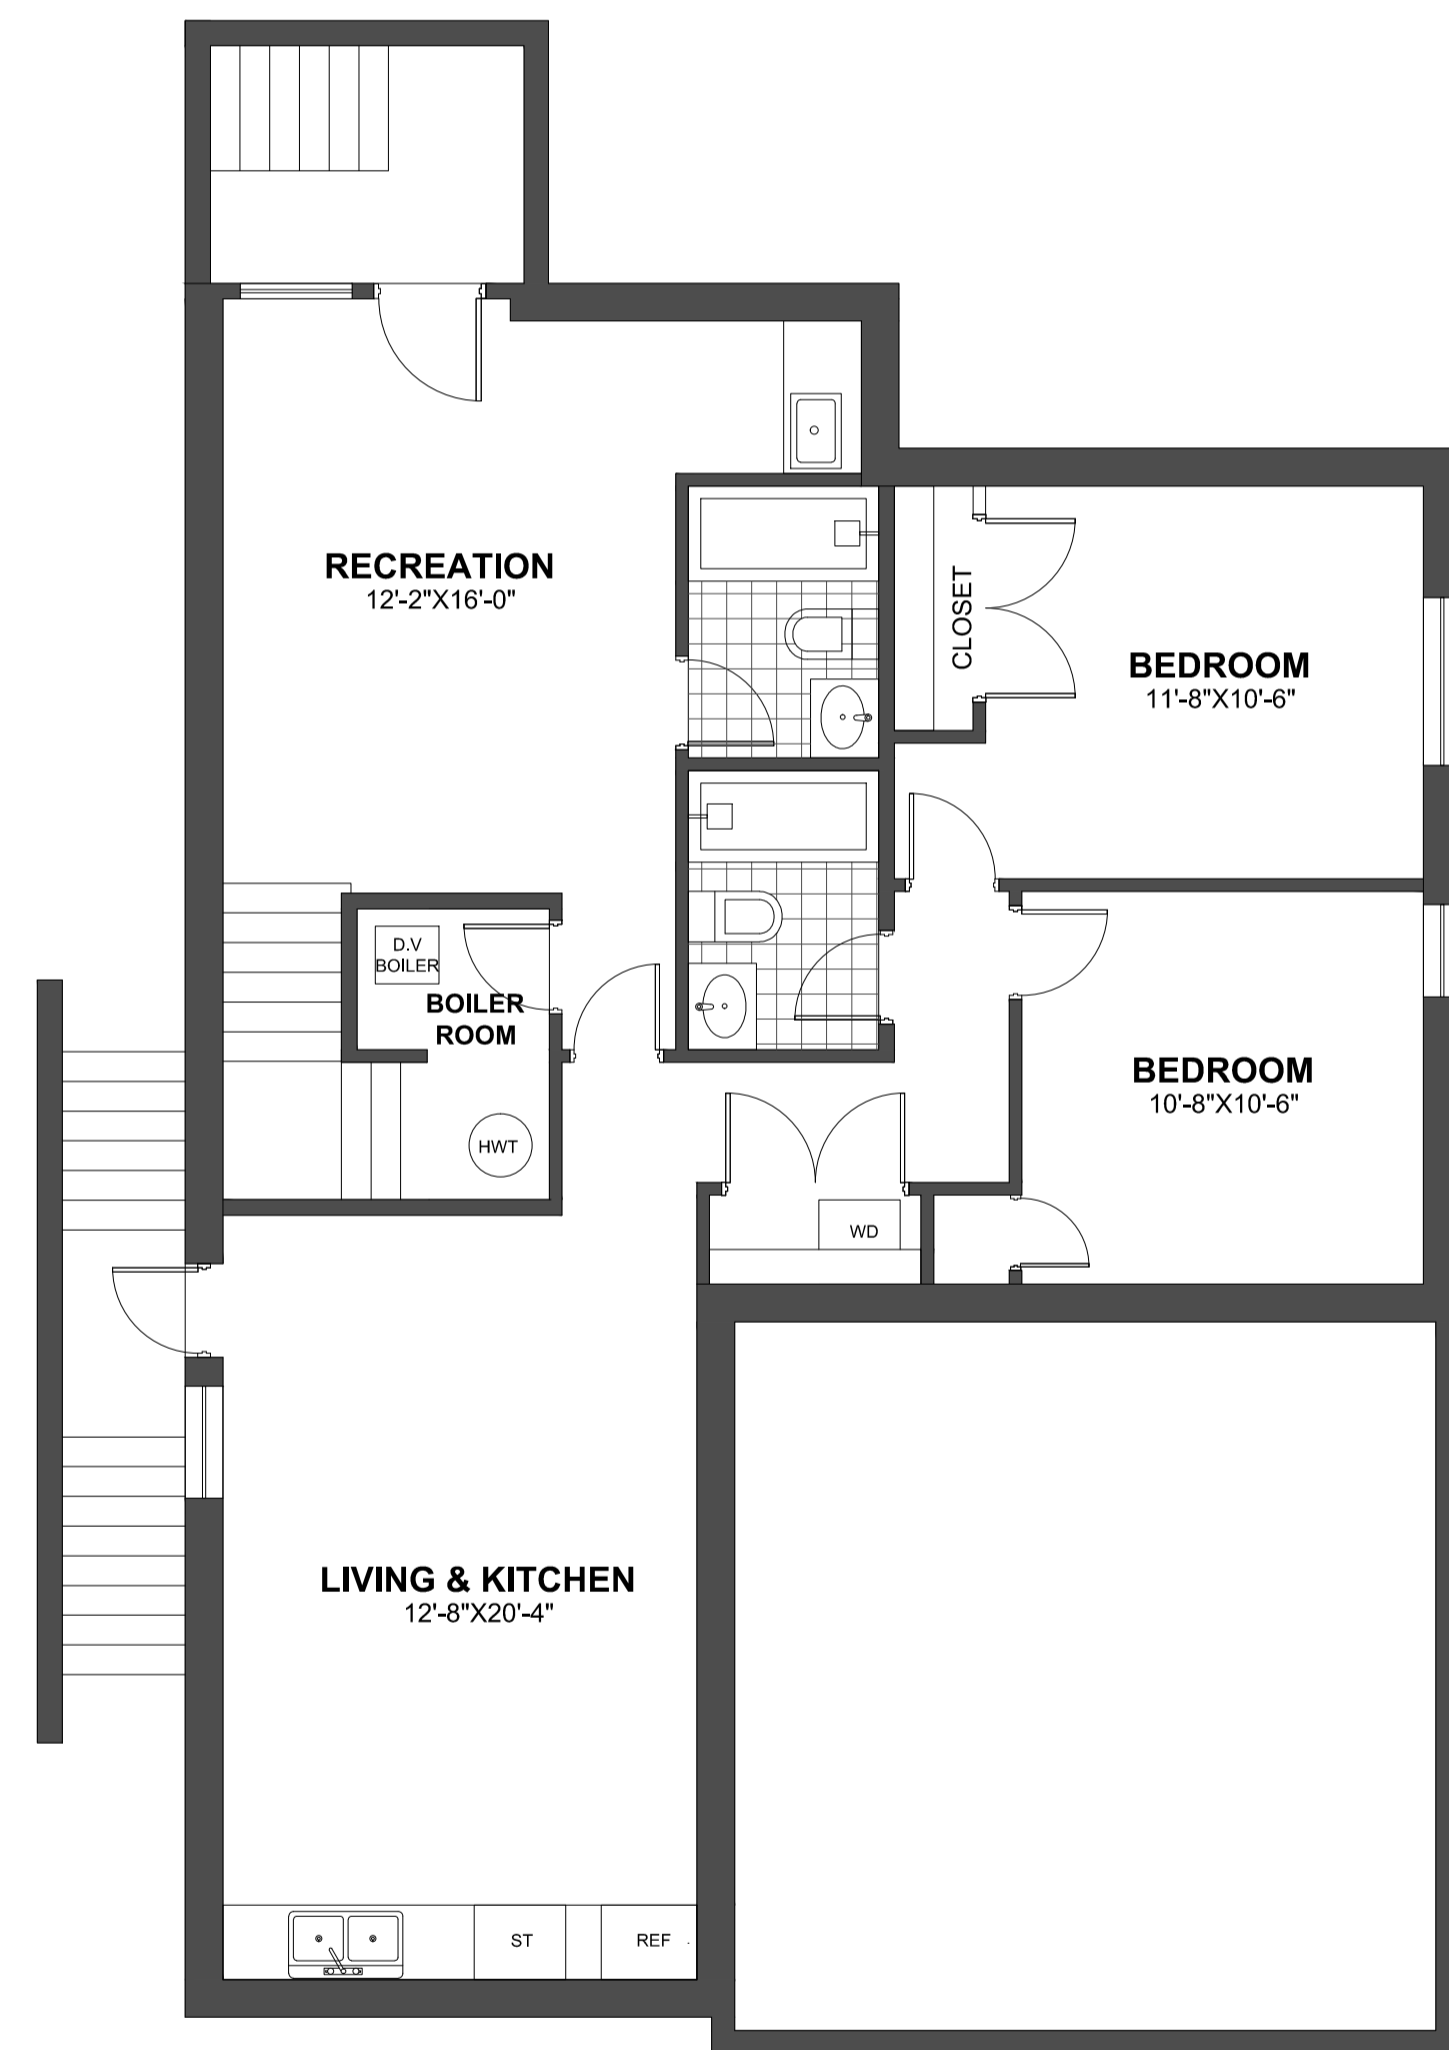 RECREATION
12'-2"X16'-0"
CLOSET
BEDROOM
11'-8"X10'-6"
D.V
BOILER
BOILER
ROOM
HWT
BEDROOM
10'-8"X10'-6"
WD
LIVING & KITCHEN
12'-8"X20'-4"
ST
REF